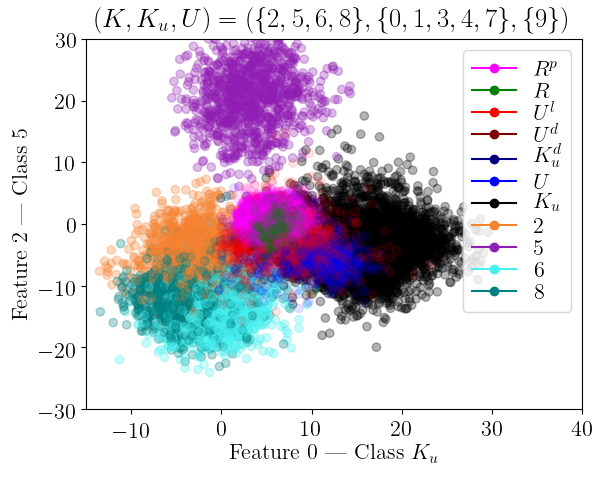 (K, K_u, U) = ({2, 5, 6, 8}, {0, 1, 3, 4, 7}, {9})
30
20
10
0
−10
−20
−30
Feature 2 — Class 5
R^p
R
U^l
U^d
K_u^d
U
K_u
2
5
6
8
−10 0 10 20 30 40
Feature 0 — Class K_u